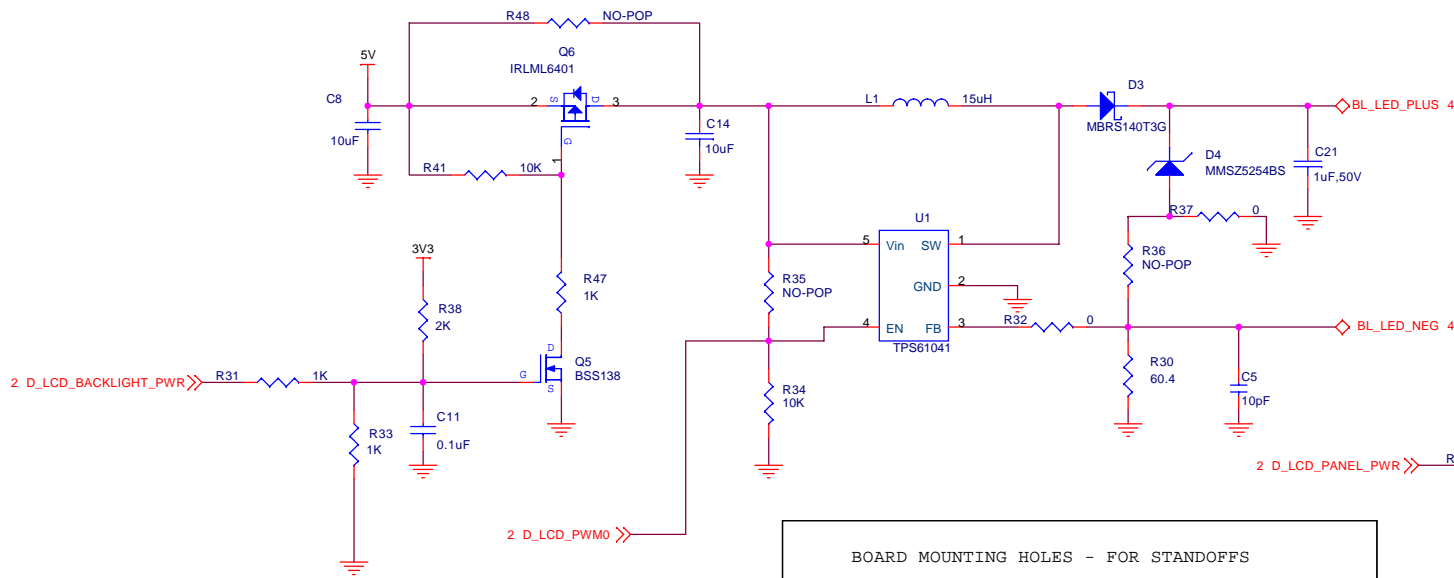 R48 NO-POP
Q6
IRLML6401
5V
C8
10uF
2 S D 3
G
1
C14
10uF
R41 10K
L1 15uH
D3
MBRS140T3G
BL_LED_PLUS 4
D4
MMSZ5254BS
C21
1uF,50V
R37 0
U1
5 Vin SW 1
GND 2
4 EN FB 3
TPS61041
R35
NO-POP
R36
NO-POP
R32 0
BL_LED_NEG 4
3V3
R38
2K
R47
1K
D
G
S
Q5
BSS138
2 D_LCD_BACKLIGHT_PWR R31 1K
R33
1K
C11
0.1uF
R34
10K
R30
60.4
C5
10pF
2 D_LCD_PANEL_PWR R
2 D_LCD_PWM0
BOARD MOUNTING HOLES - FOR STANDOFFS